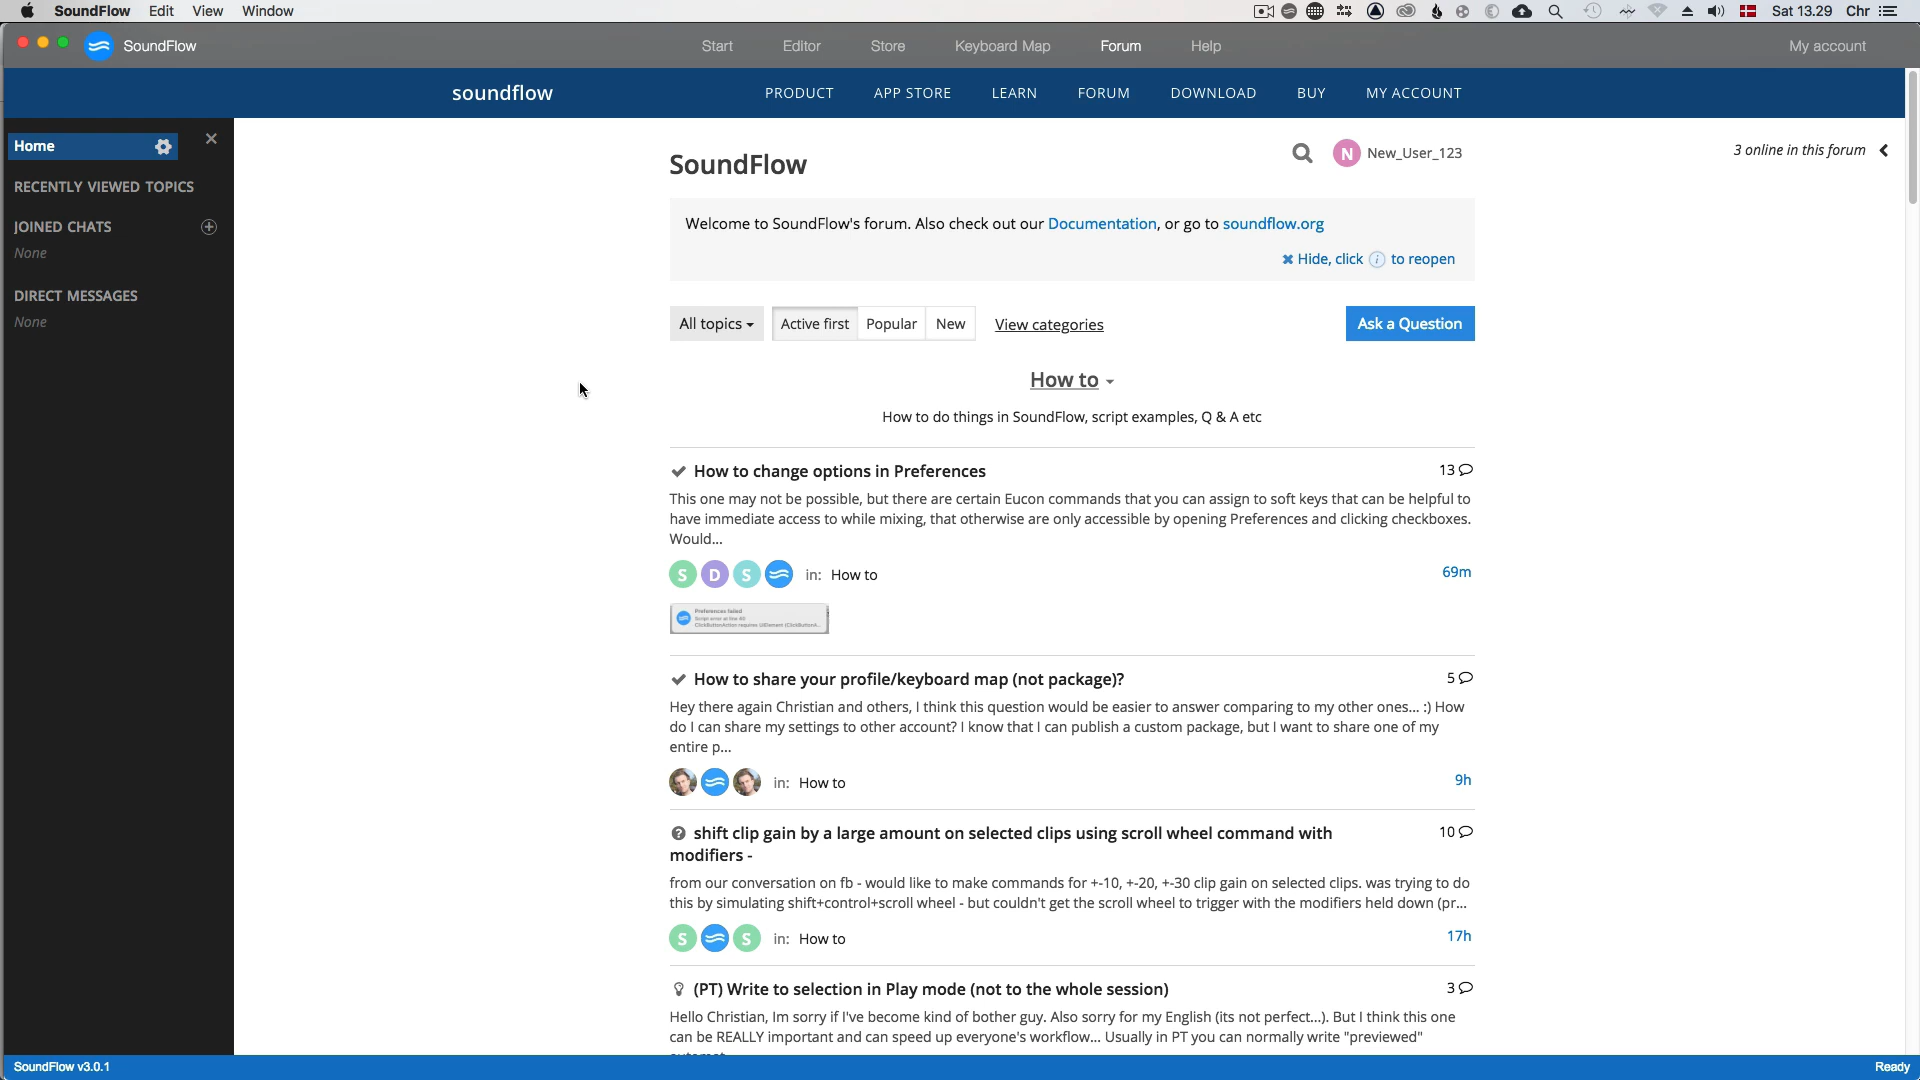 SoundFlow Edit View Window
Sat 13.29 Chr
SoundFlow
Start Editor Store Keyboard Map Forum Help My account
soundflow
PRODUCT APP STORE LEARN FORUM DOWNLOAD BUY MY ACCOUNT
Home
RECENTLY VIEWED TOPICS
JOINED CHATS
None
DIRECT MESSAGES
None
SoundFlow
N New_User_123
3 online in this forum
Welcome to SoundFlow's forum. Also check out our Documentation, or go to soundflow.org
Hide, click i to reopen
All topics Active first Popular New View categories Ask a Question
How to
How to do things in SoundFlow, script examples, Q & A etc
How to change options in Preferences 13
This one may not be possible, but there are certain Eucon commands that you can assign to soft keys that can be helpful to
have immediate access to while mixing, that otherwise are only accessible by opening Preferences and clicking checkboxes.
Would...
S D S in: How to 69m
Preferences failed
Script error at line 40
ClickButtonAction requires UIElement (ClickButtonA...
How to share your profile/keyboard map (not package)? 5
Hey there again Christian and others, I think this question would be easier to answer comparing to my other ones... :) How
do I can share my settings to other account? I know that I can publish a custom package, but I want to share one of my
entire p...
in: How to 9h
shift clip gain by a large amount on selected clips using scroll wheel command with 10
modifiers -
from our conversation on fb - would like to make commands for +-10, +-20, +-30 clip gain on selected clips. was trying to do
this by simulating shift+control+scroll wheel - but couldn't get the scroll wheel to trigger with the modifiers held down (pr...
S S in: How to 17h
(PT) Write to selection in Play mode (not to the whole session) 3
Hello Christian, Im sorry if I've become kind of bother guy. Also sorry for my English (its not perfect...). But I think this one
can be REALLY important and can speed up everyone's workflow... Usually in PT you can normally write "previewed"
SoundFlow v3.0.1 Ready